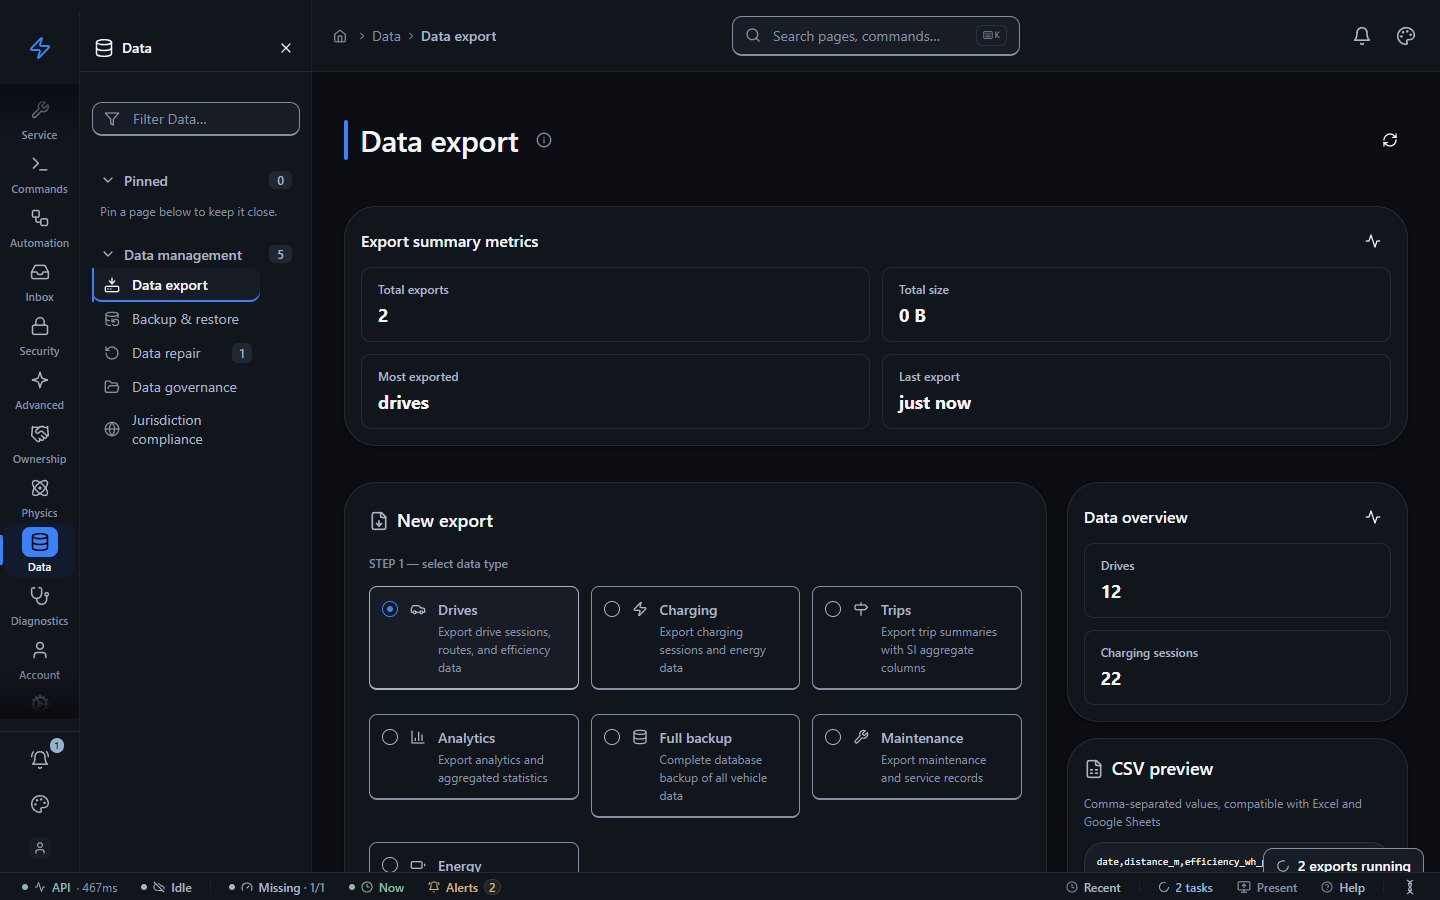 Data
Data
Data export
Search pages, commands...
K
Service
Commands
Automation
Inbox
Security
Advanced
Ownership
Physics
Data
Diagnostics
Account
1
Filter Data...
Pinned
0
Pin a page below to keep it close.
Data management
5
Data export
Backup & restore
Data repair
1
Data governance
Jurisdiction
compliance
Data export
Export summary metrics
Total exports
2
Total size
0 B
Most exported
drives
Last export
just now
New export
STEP 1 — select data type
Drives
Export drive sessions,
routes, and efficiency
data
Charging
Export charging
sessions and energy
data
Trips
Export trip summaries
with SI aggregate
columns
Analytics
Export analytics and
aggregated statistics
Full backup
Complete database
backup of all vehicle
data
Maintenance
Export maintenance
and service records
Energy
Data overview
Drives
12
Charging sessions
22
CSV preview
Comma-separated values, compatible with Excel and
Google Sheets
date,distance_m,efficiency_wh_
2 exports running
API · 467ms
Idle
Missing · 1/1
Now
Alerts 2
Recent
2 tasks
Present
Help